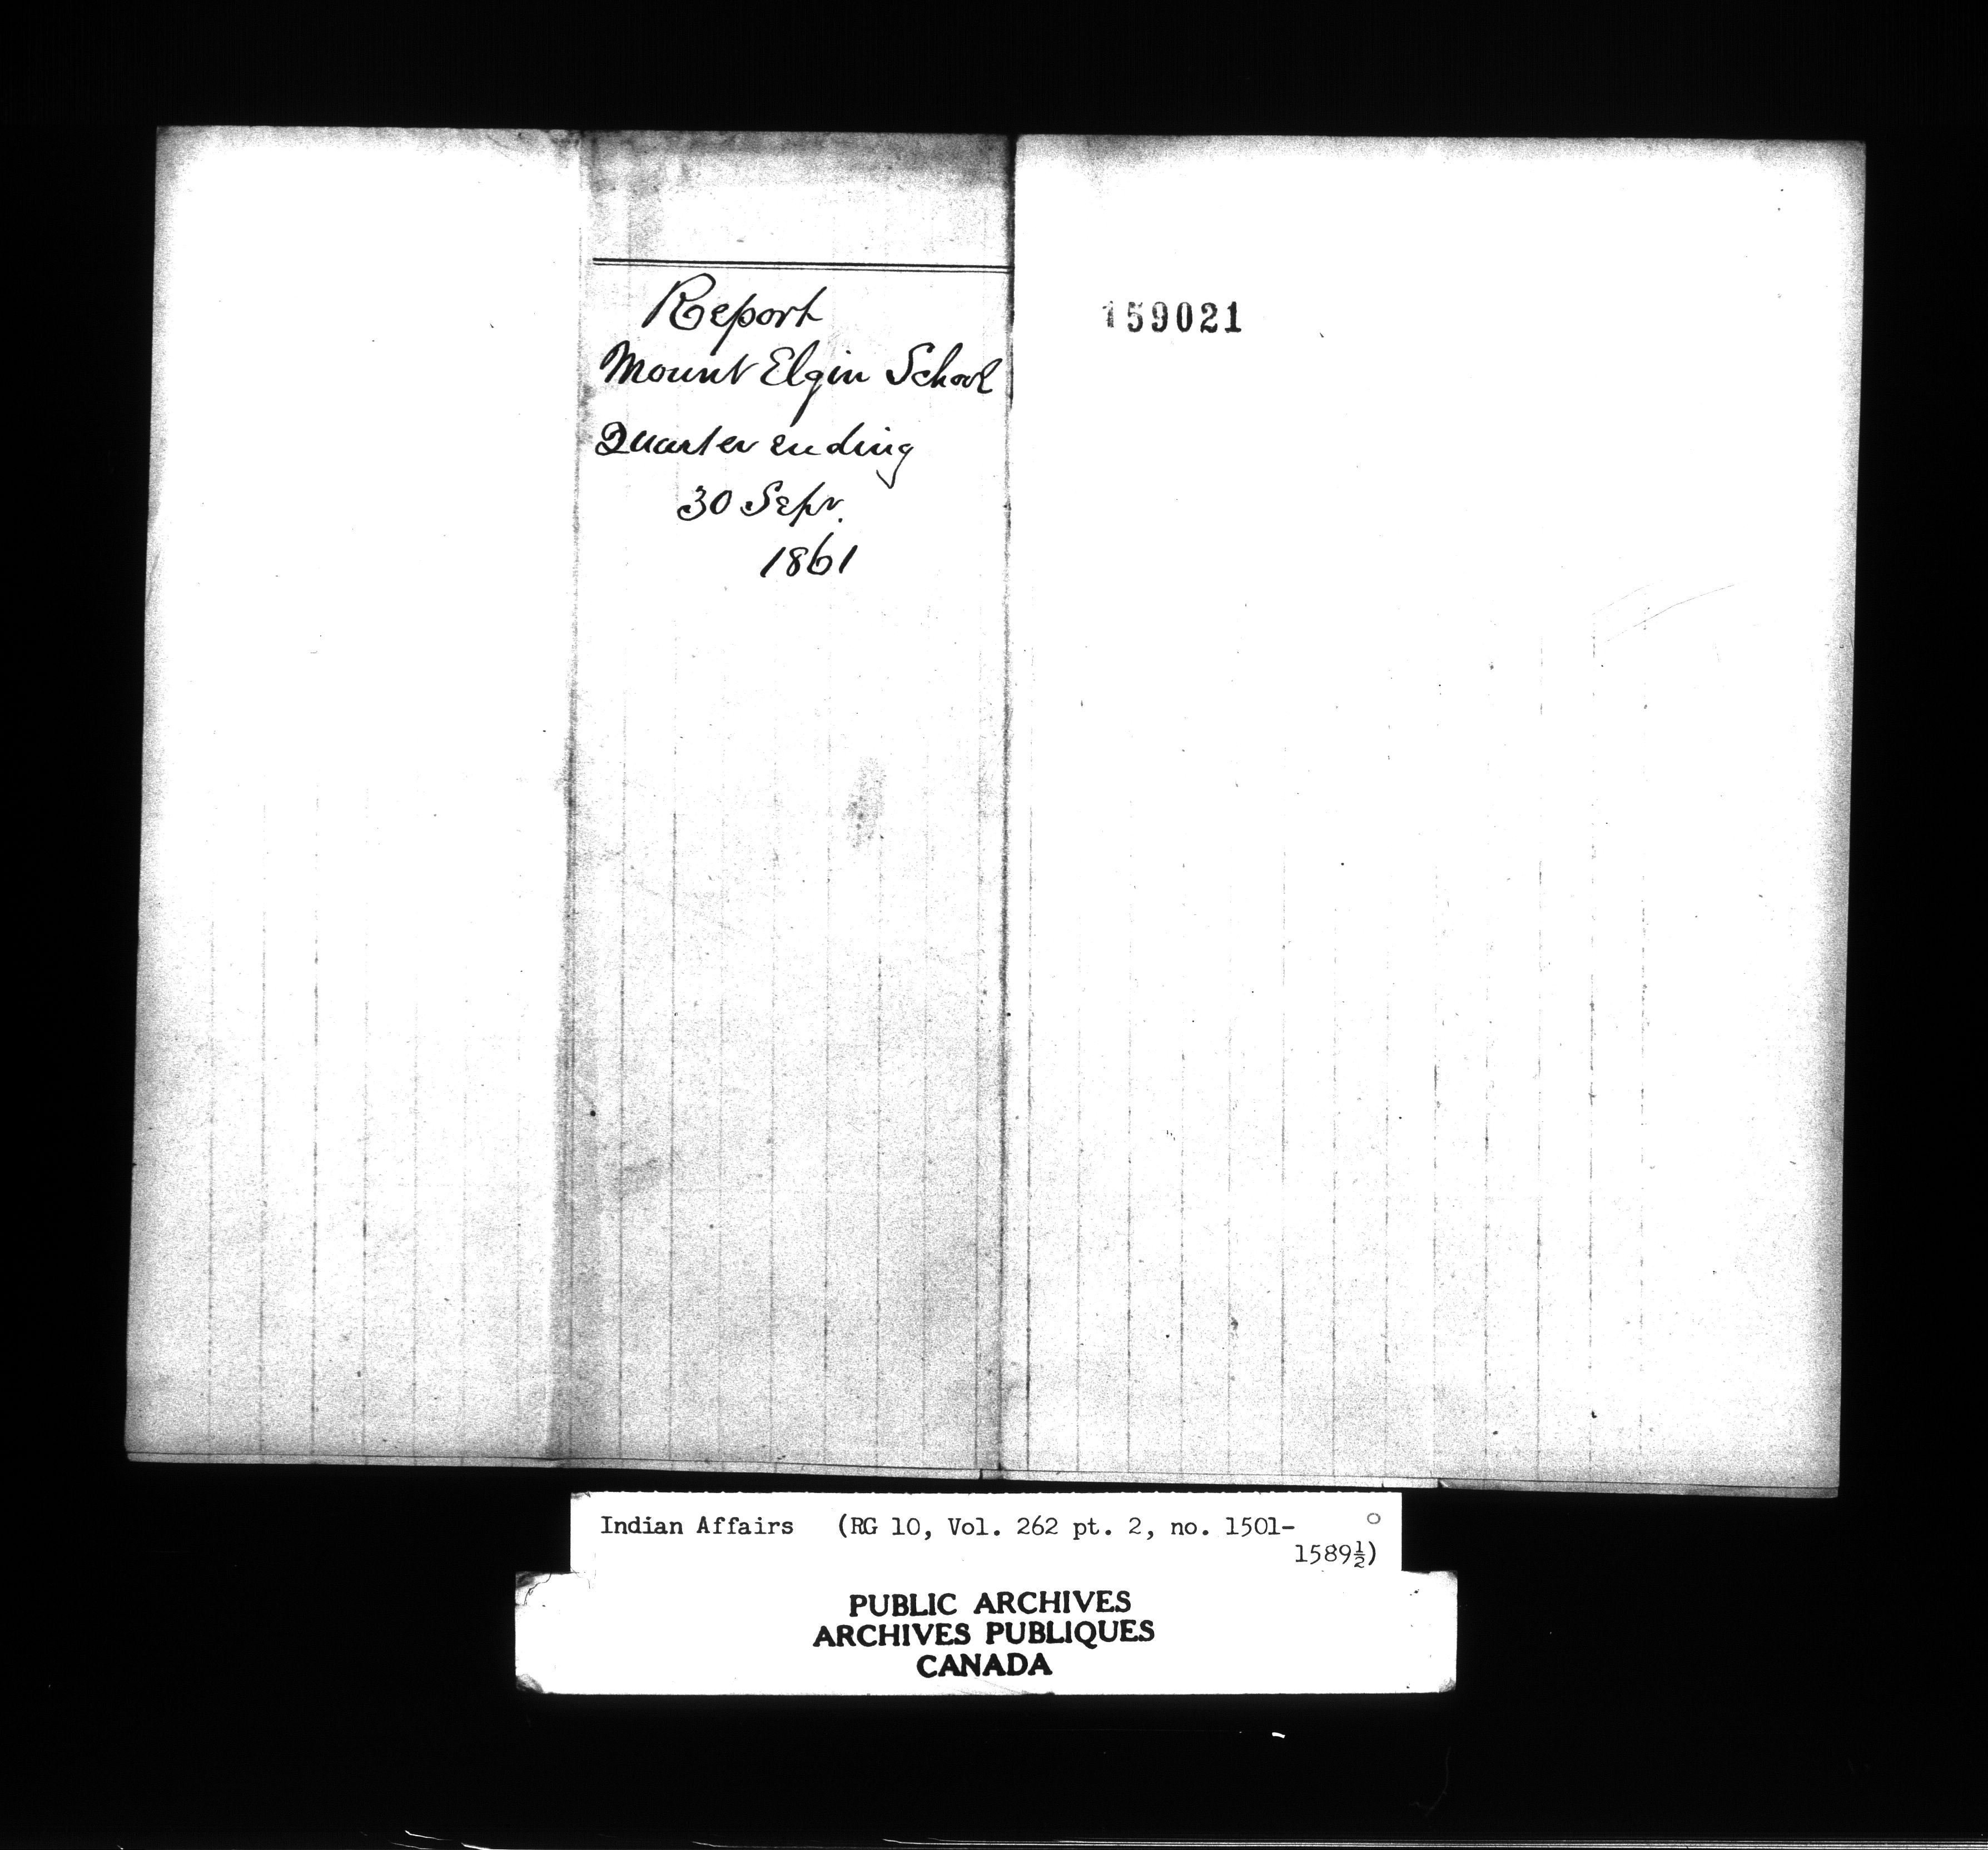 Report
Mount Elgin School
Quarter ending
30 Sepr.
1861
159021
Indian Affairs (RG 10, Vol. 262 pt. 2, no. 1501-
1589½)
PUBLIC ARCHIVES
ARCHIVES PUBLIQUES
CANADA